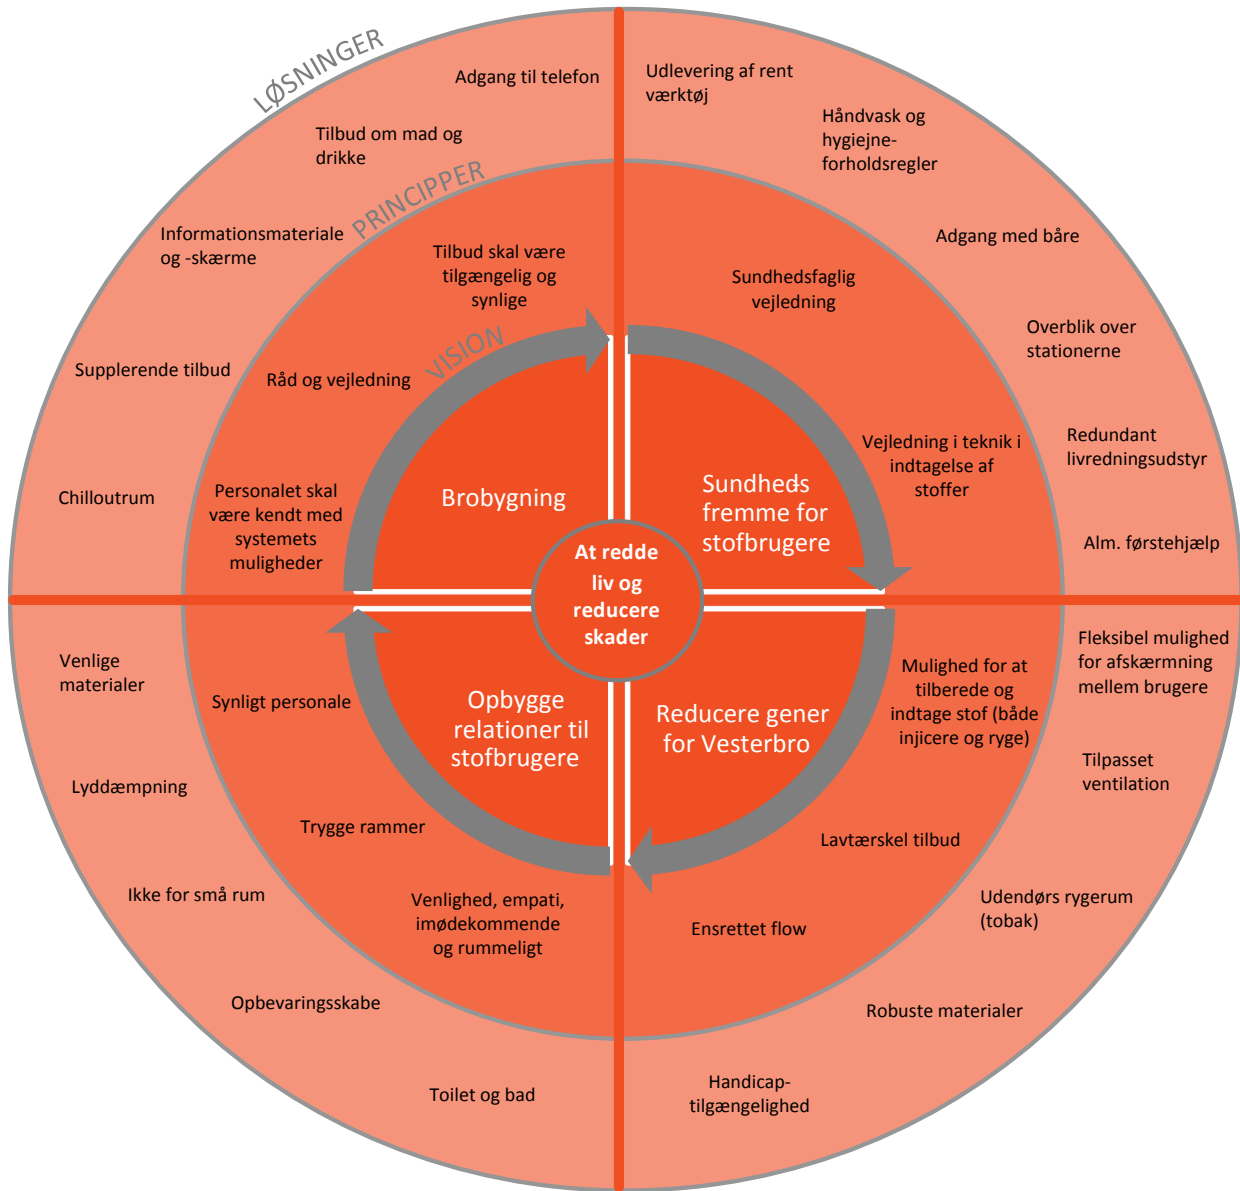 LØSNINGER
Adgang til telefon
Tilbud om mad og
drikke
Informationsmateriale
og -skærme
Supplerende tilbud
Chilloutrum
Udlevering af rent
værktøj
Håndvask og
hygiejne-
forholdsregler
Adgang med båre
Overblik over
stationerne
Redundant
livredningsudstyr
Alm. førstehjælp
PRINCIPPER
Tilbud skal være
tilgængelig og
synlige
Råd og vejledning
Personalet skal
være kendt med
systemets
muligheder
Sundhedsfaglig
vejledning
Vejledning i teknik i
indtagelse af
stoffer
VISION
Brobygning
Sundheds-
fremme for
stofbrugere
At redde
liv og
reducere
skader
Opbygge
relationer til
stofbrugere
Reducere gener
for Vesterbro
Synligt personale
Trygge rammer
Venlighed, empati,
imødekommende
og rummeligt
Mulighed for at
tilberede og
indtage stof (både
injicere og ryge)
Lavtærskel tilbud
Ensrettet flow
Venlige
materialer
Lyddæmpning
Ikke for små rum
Opbevaringsskabe
Toilet og bad
Fleksibel mulighed
for afskærmning
mellem brugere
Tilpasset
ventilation
Udendørs rygerum
(tobak)
Robuste materialer
Handicap-
tilgængelighed